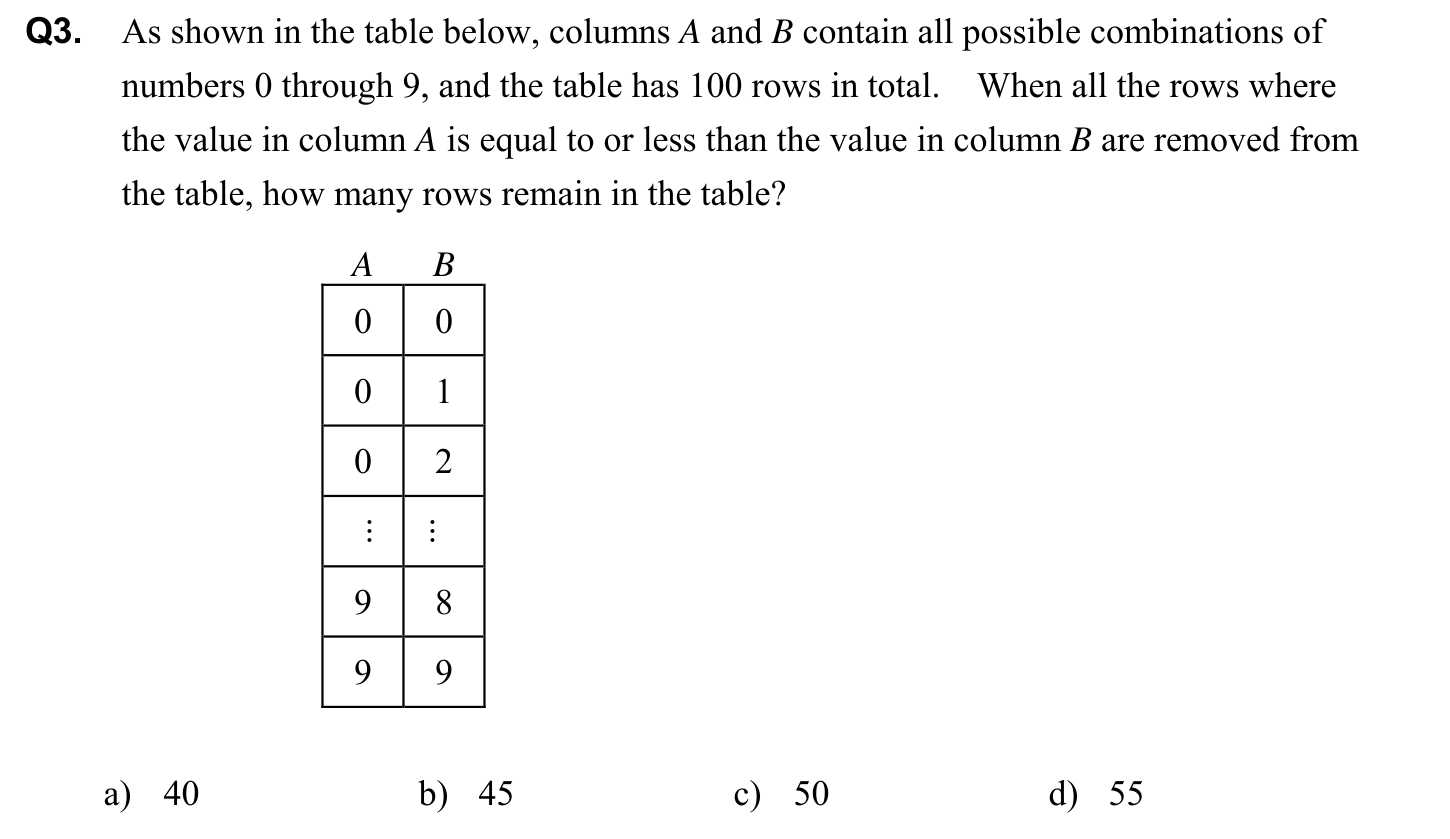 Q3. As shown in the table below, columns A and B contain all possible combinations of
numbers 0 through 9, and the table has 100 rows in total. When all the rows where
the value in column A is equal to or less than the value in column B are removed from
the table, how many rows remain in the table?
A B
0 0
0 1
0 2
⋮ ⋮
9 8
9 9
a) 40 b) 45 c) 50 d) 55